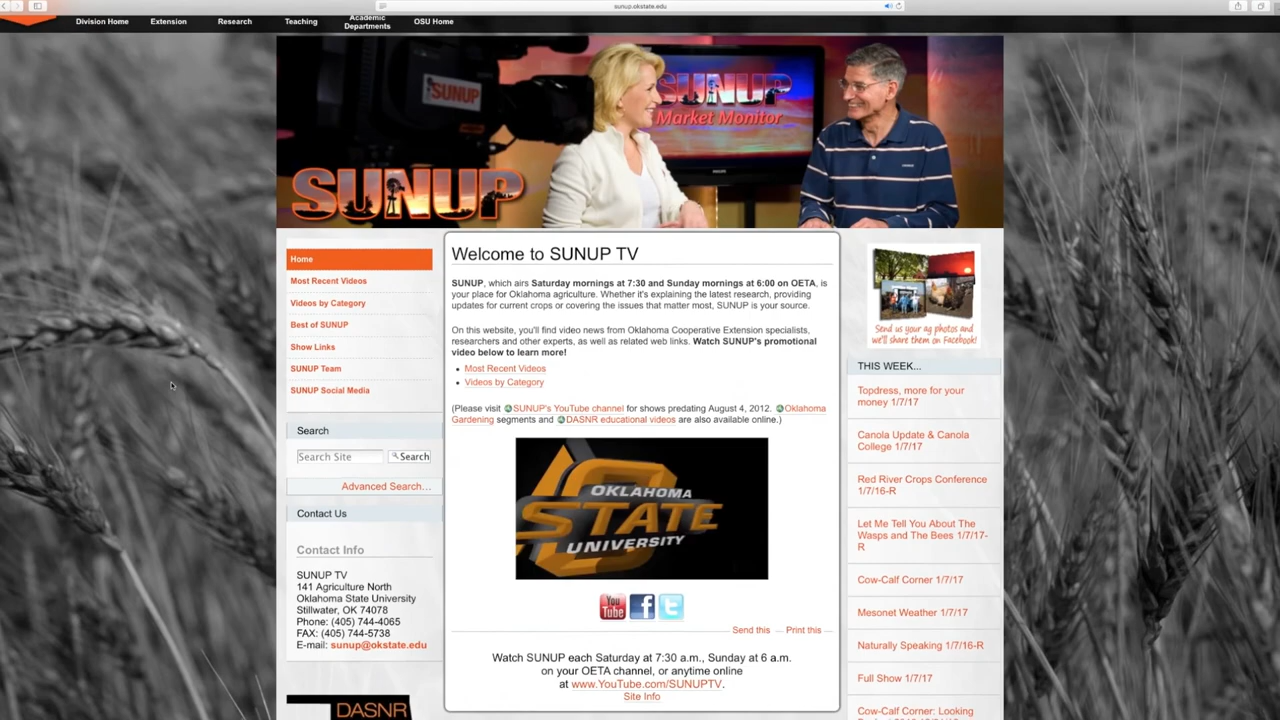 sunup.okstate.edu
Division Home
Extension
Research
Teaching
Academic
Departments
OSU Home
SUNUP
SUNUP
Market Monitor
SUNUP
Home
Most Recent Videos
Videos by Category
Best of SUNUP
Show Links
SUNUP Team
SUNUP Social Media
Search
Search Site
Search
Advanced Search...
Contact Us
Contact Info
SUNUP TV
141 Agriculture North
Oklahoma State University
Stillwater, OK 74078
Phone: (405) 744-4065
FAX: (405) 744-5738
E-mail: sunup@okstate.edu
DASNR
Welcome to SUNUP TV
SUNUP, which airs Saturday mornings at 7:30 and Sunday mornings at 6:00 on OETA, is
your place for Oklahoma agriculture. Whether it's explaining the latest research, providing
updates for current crops or covering the issues that matter most, SUNUP is your source.
On this website, you'll find video news from Oklahoma Cooperative Extension specialists,
researchers and other experts, as well as related web links. Watch SUNUP's promotional
video below to learn more!
• Most Recent Videos
• Videos by Category
(Please visit SUNUP's YouTube channel for shows predating August 4, 2012. Oklahoma
Gardening segments and DASNR educational videos are also available online.)
OKLAHOMA
STATE
UNIVERSITY
You
Tube
f
t
Send this — Print this —
Watch SUNUP each Saturday at 7:30 a.m., Sunday at 6 a.m.
on your OETA channel, or anytime online
at www.YouTube.com/SUNUPTV.
Site Info
Send us your ag photos and
we'll share them on Facebook!
THIS WEEK...
Topdress, more for your
money 1/7/17
Canola Update & Canola
College 1/7/17
Red River Crops Conference
1/7/16-R
Let Me Tell You About The
Wasps and The Bees 1/7/17-
R
Cow-Calf Corner 1/7/17
Mesonet Weather 1/7/17
Naturally Speaking 1/7/16-R
Full Show 1/7/17
Cow-Calf Corner: Looking